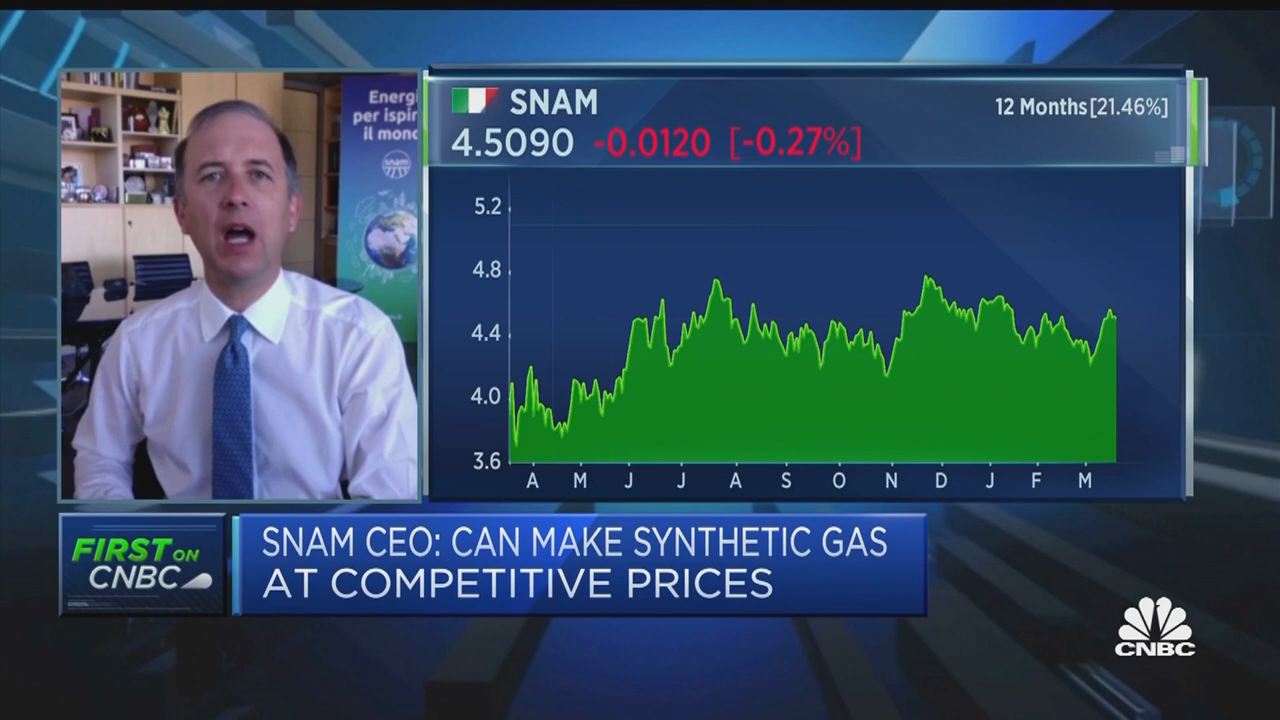 Energi
per ispir
il mond
snam
SNAM
12 Months[21.46%]
4.5090 -0.0120 [-0.27%]
5.2
4.8
4.4
4.0
3.6
A M J J A S O N D J F M
FIRST ON
CNBC
SNAM CEO: CAN MAKE SYNTHETIC GAS
AT COMPETITIVE PRICES
CNBC